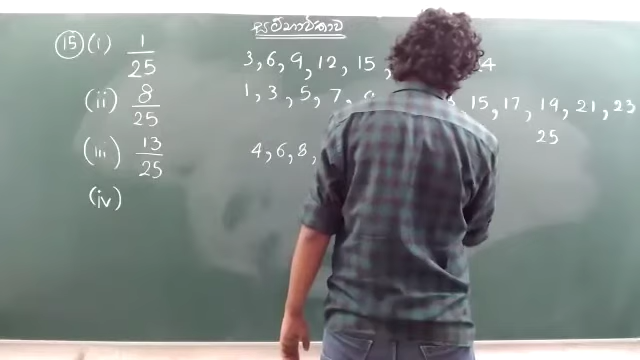 සම්භාවිතාව
15 (i) 1/25 3, 6, 9, 12, 15, 4
(ii) 8/25 1, 3, 5, 7, 15, 17, 19, 21, 23
25
(iii) 13/25 4, 6, 8,
(iv)